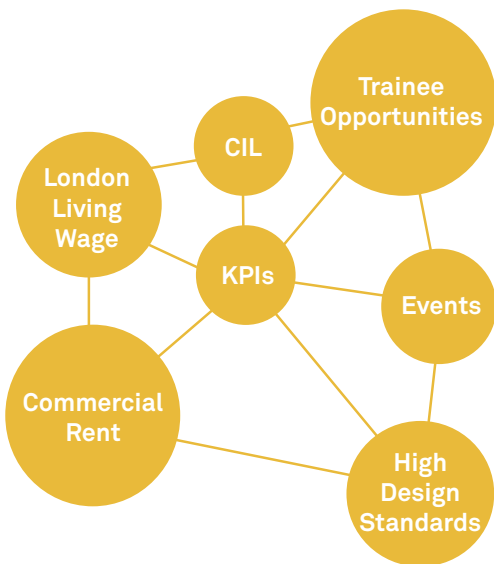 Trainee
Opportunities
CIL
London
Living
Wage
KPIs
Events
Commercial
Rent
High
Design
Standards